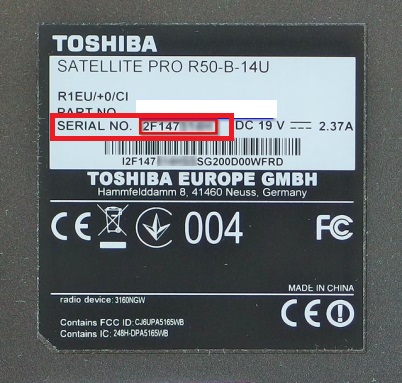 TOSHIBA
SATELLITE PRO R50-B-14U
R1EU/+0/CI
PART NO
SERIAL NO. 2F147 DC 19 V 2.37A
I2F147 SG200D00WFRD
TOSHIBA EUROPE GMBH
Hammfelddamm 8, 41460 Neuss, Germany
CE 004 FC
MADE IN CHINA
radio device: 3160NGW
CE
Contains FCC ID: CJ6UPA5165WB
Contains IC: 248H-DPA5165WB